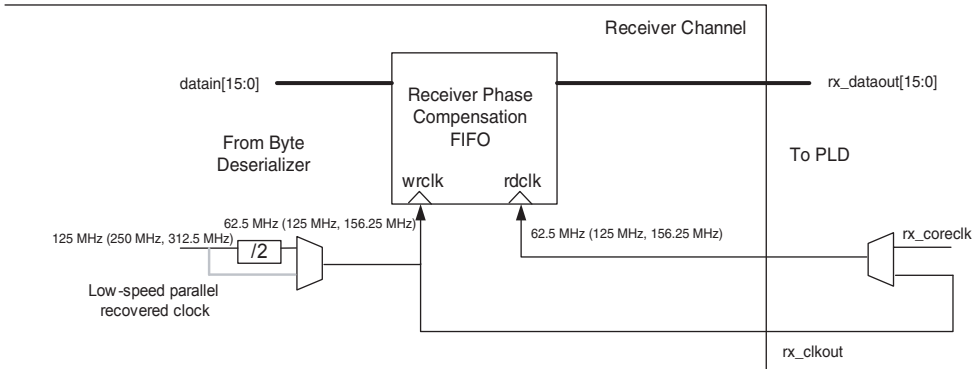 Receiver Channel
datain[15:0]
rx_dataout[15:0]
Receiver Phase
Compensation
FIFO
From Byte
Deserializer
To PLD
wrclk
rdclk
62.5 MHz (125 MHz, 156.25 MHz)
125 MHz (250 MHz, 312.5 MHz)
/2
62.5 MHz (125 MHz, 156.25 MHz)
rx_coreclk
Low-speed parallel
recovered clock
rx_clkout